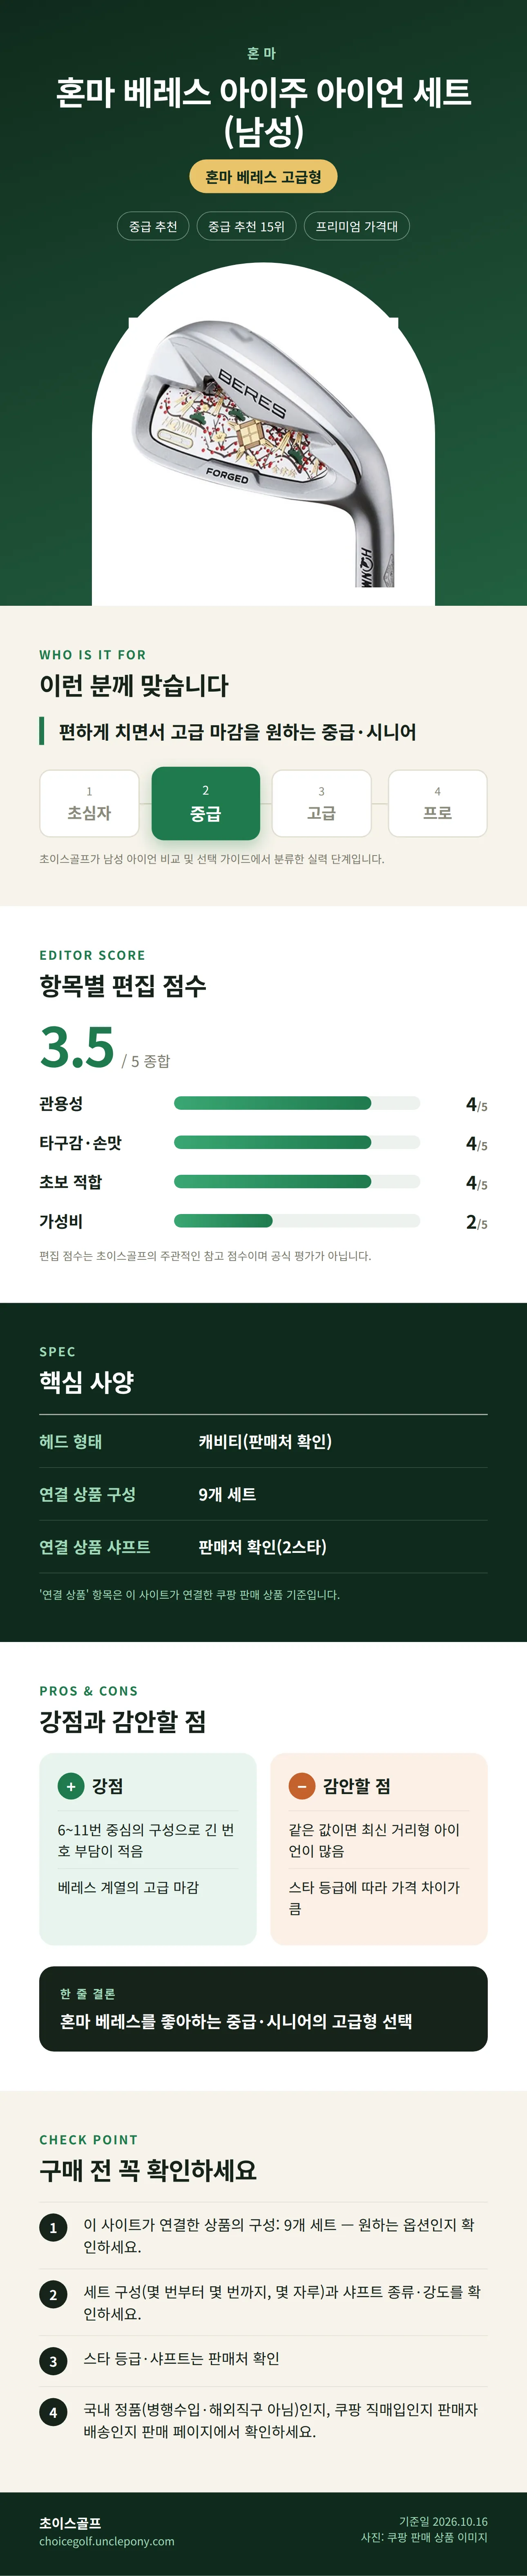 혼마
혼마 베레스 아이주 아이언 세트
(남성)
혼마 베레스 고급형
중급 추천
중급 추천 15위
프리미엄 가격대
BERES
FORGED
WHO IS IT FOR
이런 분께 맞습니다
편하게 치면서 고급 마감을 원하는 중급·시니어
1
초심자
2
중급
3
고급
4
프로
초이스골프가 남성 아이언 비교 및 선택 가이드에서 분류한 실력 단계입니다.
EDITOR SCORE
항목별 편집 점수
3.5 / 5 종합
관용성 4/5
타구감·손맛 4/5
초보 적합 4/5
가성비 2/5
편집 점수는 초이스골프의 주관적인 참고 점수이며 공식 평가가 아닙니다.
SPEC
핵심 사양
헤드 형태 캐비티(판매처 확인)
연결 상품 구성 9개 세트
연결 상품 샤프트 판매처 확인(2스타)
'연결 상품' 항목은 이 사이트가 연결한 쿠팡 판매 상품 기준입니다.
PROS & CONS
강점과 감안할 점
+ 강점
6~11번 중심의 구성으로 긴 번
호 부담이 적음
베레스 계열의 고급 마감
− 감안할 점
같은 값이면 최신 거리형 아이
언이 많음
스타 등급에 따라 가격 차이가
큼
한 줄 결론
혼마 베레스를 좋아하는 중급·시니어의 고급형 선택
CHECK POINT
구매 전 꼭 확인하세요
1 이 사이트가 연결한 상품의 구성: 9개 세트 — 원하는 옵션인지 확
인하세요.
2 세트 구성(몇 번부터 몇 번까지, 몇 자루)과 샤프트 종류·강도를 확
인하세요.
3 스타 등급·샤프트는 판매처 확인
4 국내 정품(병행수입·해외직구 아님)인지, 쿠팡 직매입인지 판매자
배송인지 판매 페이지에서 확인하세요.
초이스골프
choicegolf.unclepony.com
기준일 2026.10.16
사진: 쿠팡 판매 상품 이미지